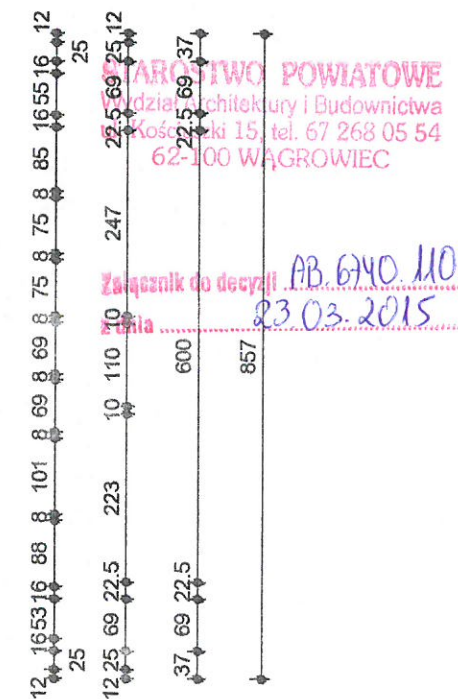 12 25 16 53 16 88 8 101 8 69 8 69 8 75 8 75 8 85 16 55 16 25 12
12 25 69 22.5 223 10 110 10 247 22.5 69 25 12
37 69 22.5 600 22.5 69 37
857
STAROSTWO POWIATOWE
Wydział Architektury i Budownictwa
ul. Kościuszki 15, tel. 67 268 05 54
62-100 WĄGROWIEC
Załącznik do decyzji AB.6740.110
z dnia 23.03.2015